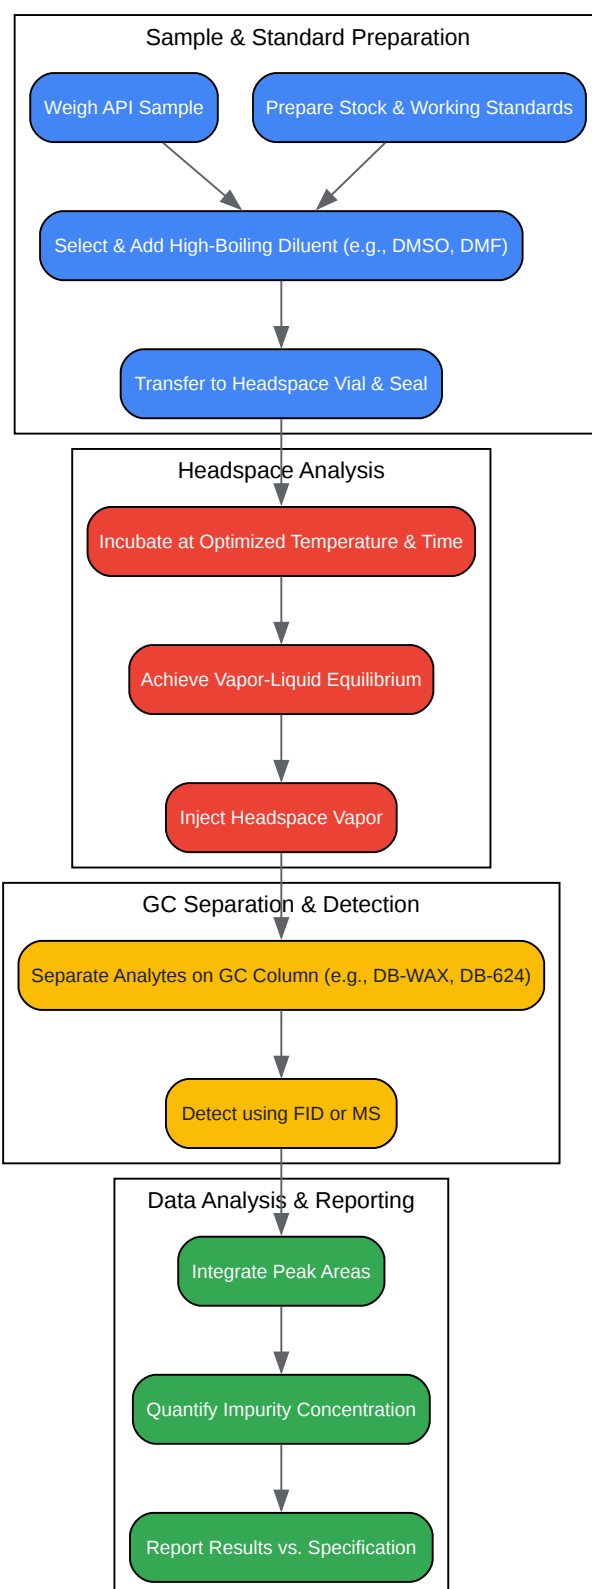 Sample & Standard Preparation
Weigh API Sample
Prepare Stock & Working Standards
Select & Add High-Boiling Diluent (e.g., DMSO, DMF)
Transfer to Headspace Vial & Seal
Headspace Analysis
Incubate at Optimized Temperature & Time
Achieve Vapor-Liquid Equilibrium
Inject Headspace Vapor
GC Separation & Detection
Separate Analytes on GC Column (e.g., DB-WAX, DB-624)
Detect using FID or MS
Data Analysis & Reporting
Integrate Peak Areas
Quantify Impurity Concentration
Report Results vs. Specification